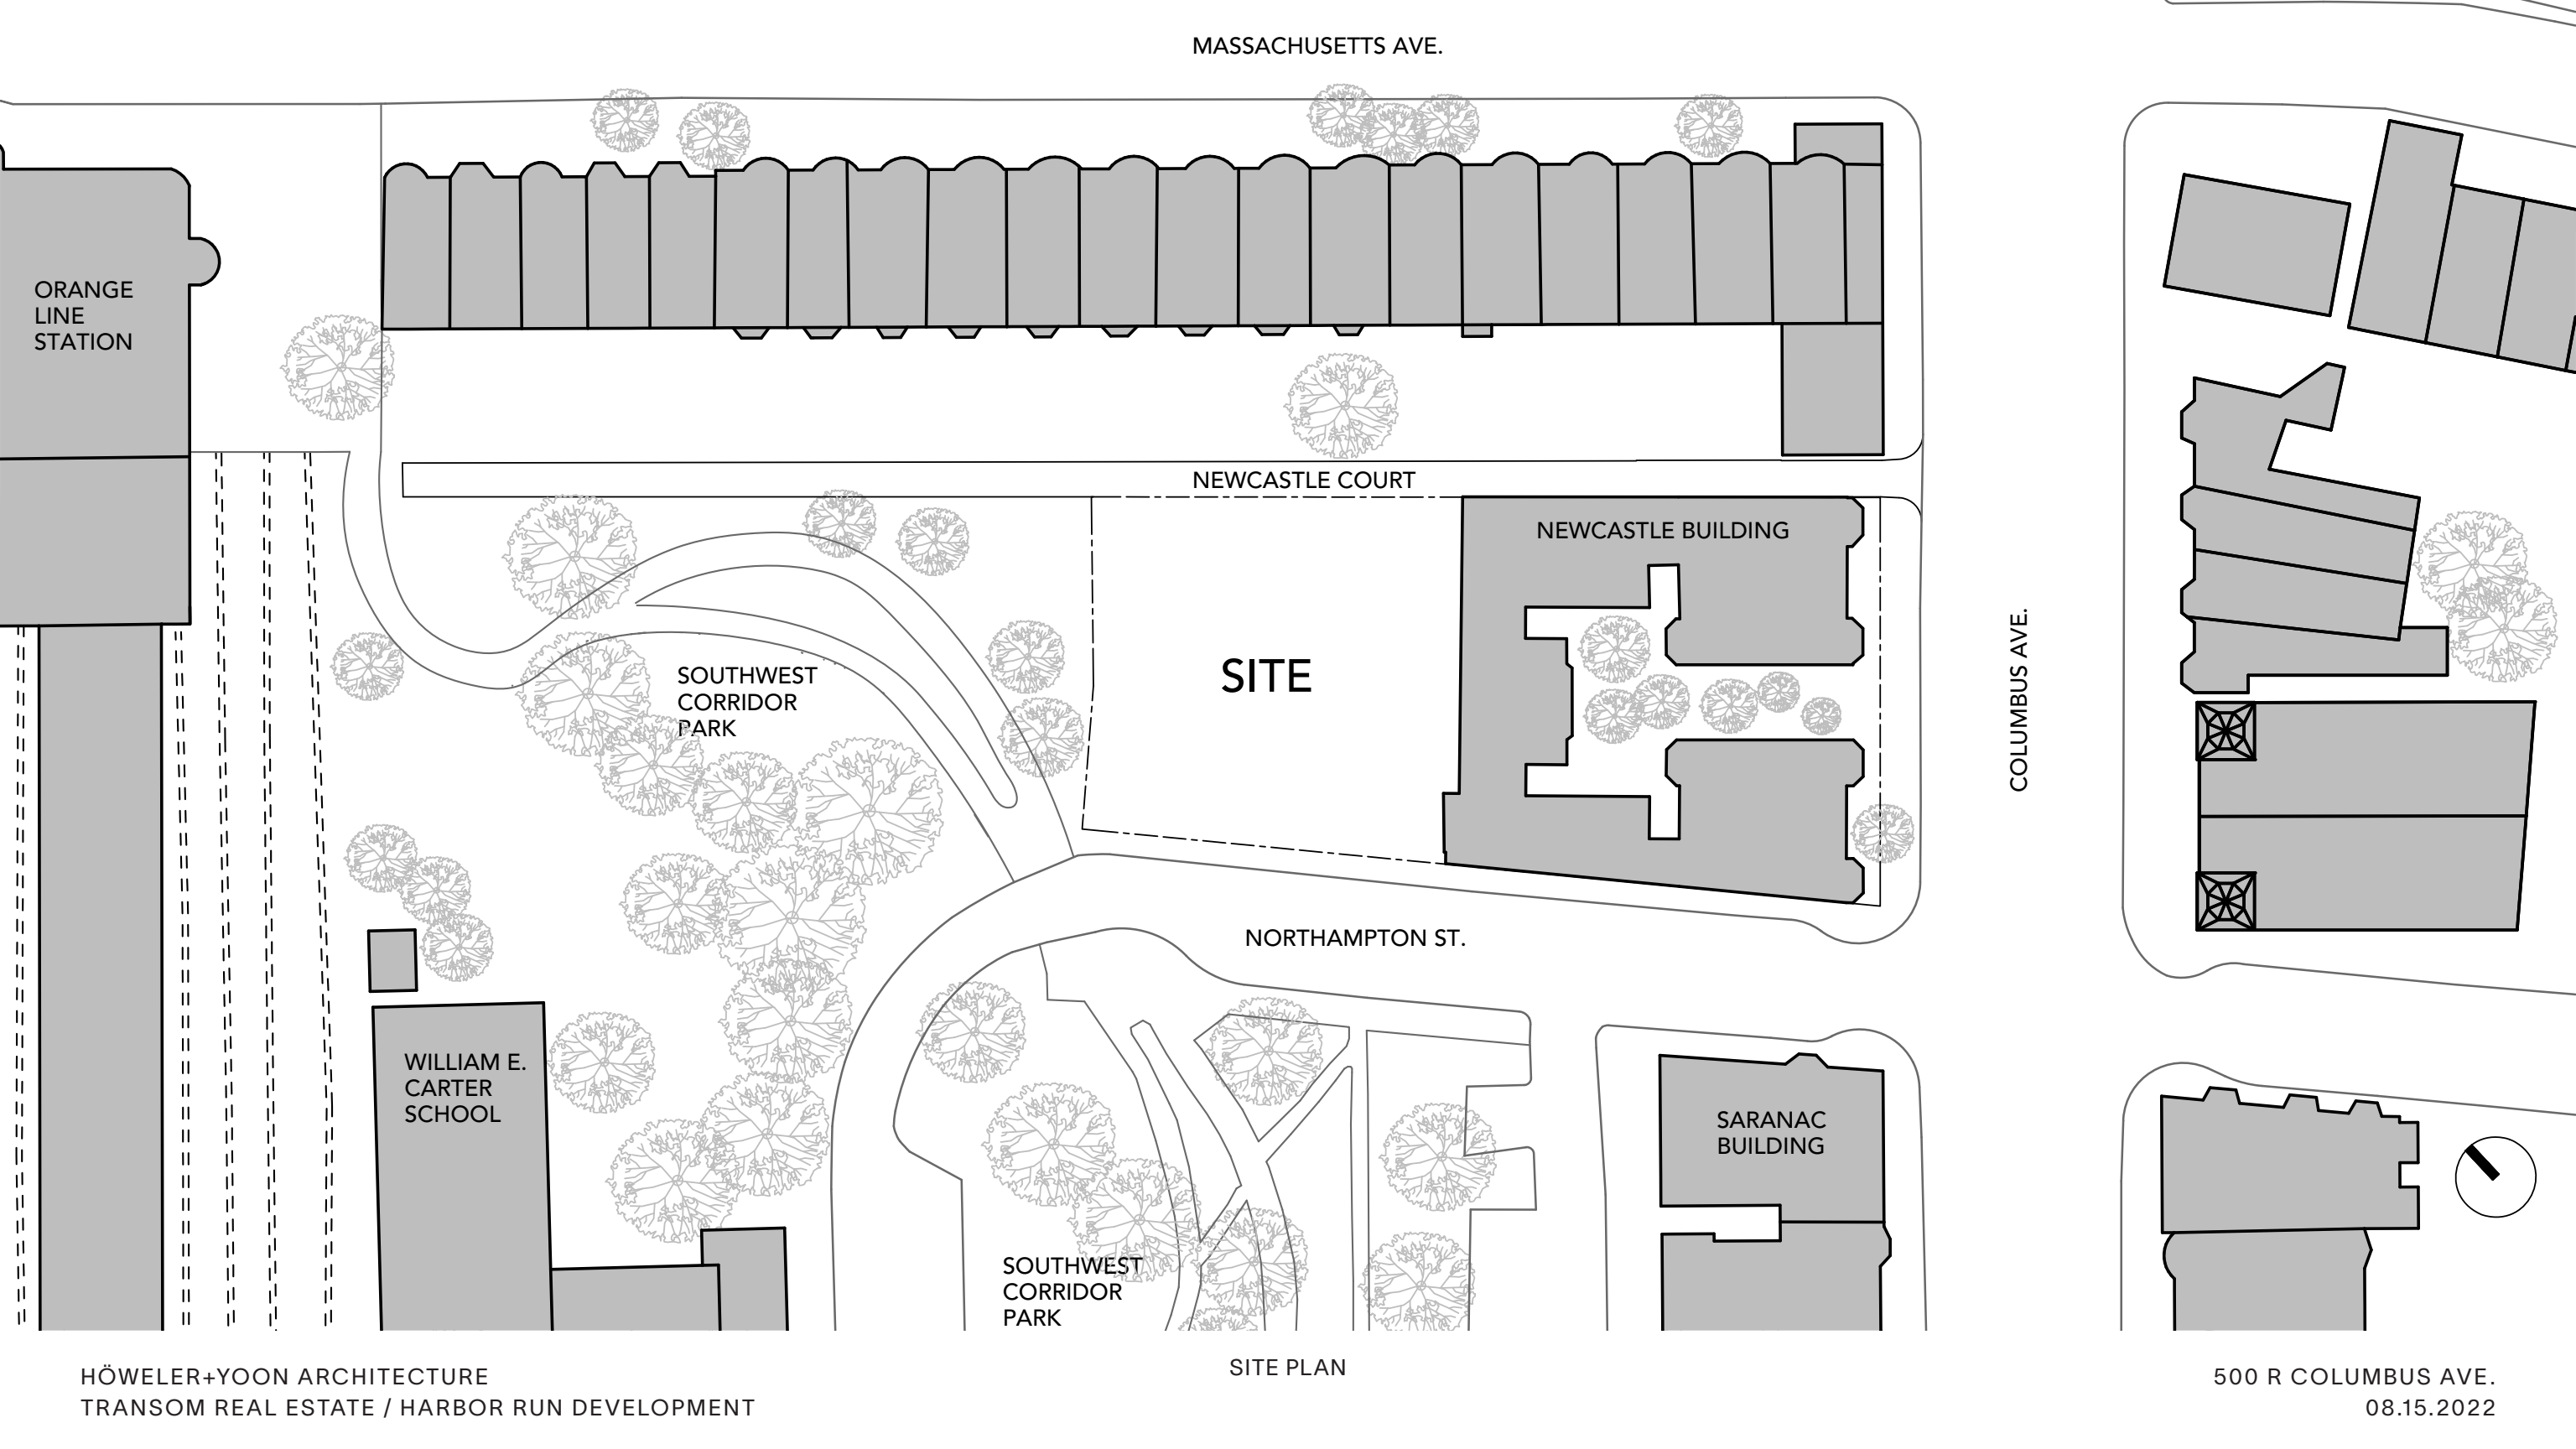 MASSACHUSETTS AVE.
ORANGE
LINE
STATION
NEWCASTLE COURT
NEWCASTLE BUILDING
SITE
SOUTHWEST
CORRIDOR
PARK
COLUMBUS AVE.
NORTHAMPTON ST.
WILLIAM E.
CARTER
SCHOOL
SARANAC
BUILDING
SOUTHWEST
CORRIDOR
PARK
HÖWELER+YOON ARCHITECTURE
TRANSOM REAL ESTATE / HARBOR RUN DEVELOPMENT
SITE PLAN
500 R COLUMBUS AVE.
08.15.2022